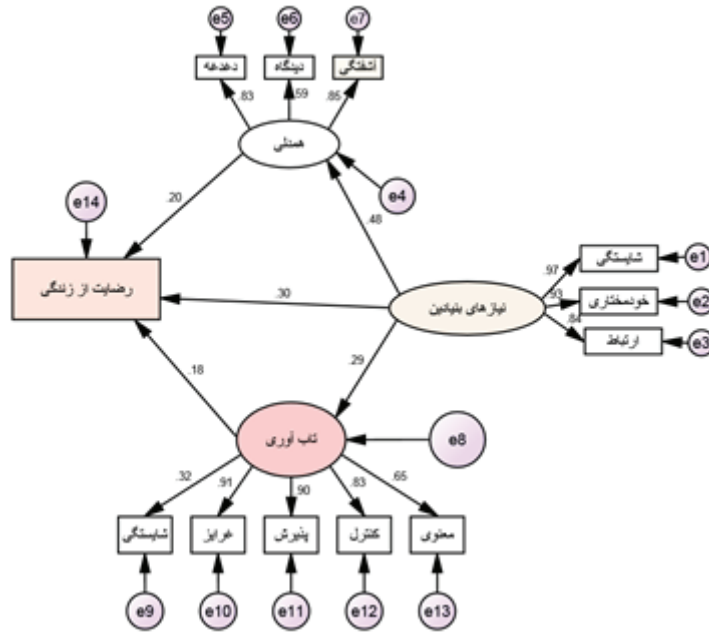 e5 e6 e7
دغدغه دیدگاه آشفتگی
.83 .59 .85
همدلی
e4
e14
.20 .48
شایستگی e1
.97
رضایت از زندگی
.30
نیازهای بنیادین
.93
خودمختاری e2
.84
ارتباط e3
.29
.18
تاب آوری
e8
.32 .91 .90 .83 .65
شایستگی غرایز پذیرش کنترل معنوی
e9 e10 e11 e12 e13